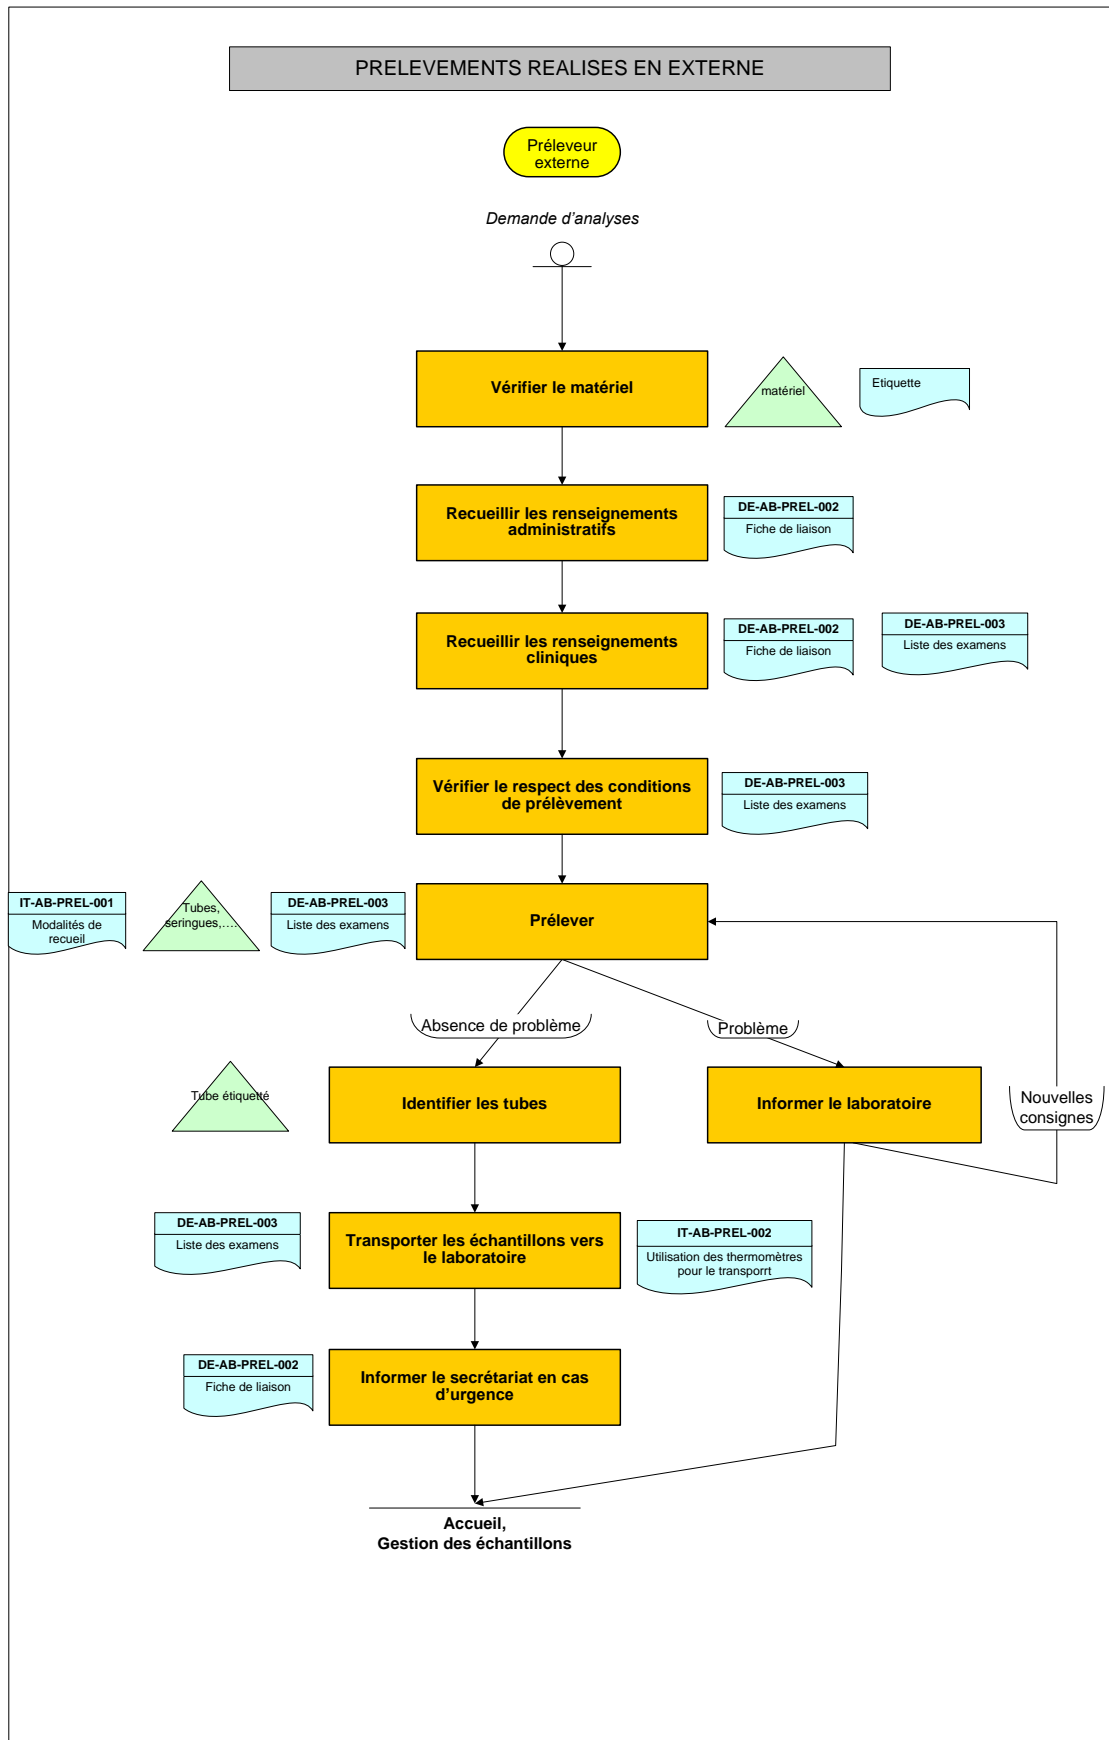 PRELEVEMENTS REALISES EN EXTERNE
Préleveur
externe
Demande d'analyses
Vérifier le matériel
matériel
Etiquette
Recueillir les renseignements
administratifs
DE-AB-PREL-002
Fiche de liaison
Recueillir les renseignements
cliniques
DE-AB-PREL-002
Fiche de liaison
DE-AB-PREL-003
Liste des examens
Vérifier le respect des conditions
de prélèvement
DE-AB-PREL-003
Liste des examens
IT-AB-PREL-001
Modalités de
recueil
Tubes,
seringues,....
DE-AB-PREL-003
Liste des examens
Prélever
Absence de problème
Problème
Tube étiquetté
Identifier les tubes
Informer le laboratoire
Nouvelles
consignes
DE-AB-PREL-003
Liste des examens
Transporter les échantillons vers
le laboratoire
IT-AB-PREL-002
Utilisation des thermomètres
pour le transporrt
DE-AB-PREL-002
Fiche de liaison
Informer le secrétariat en cas
d'urgence
Accueil,
Gestion des échantillons